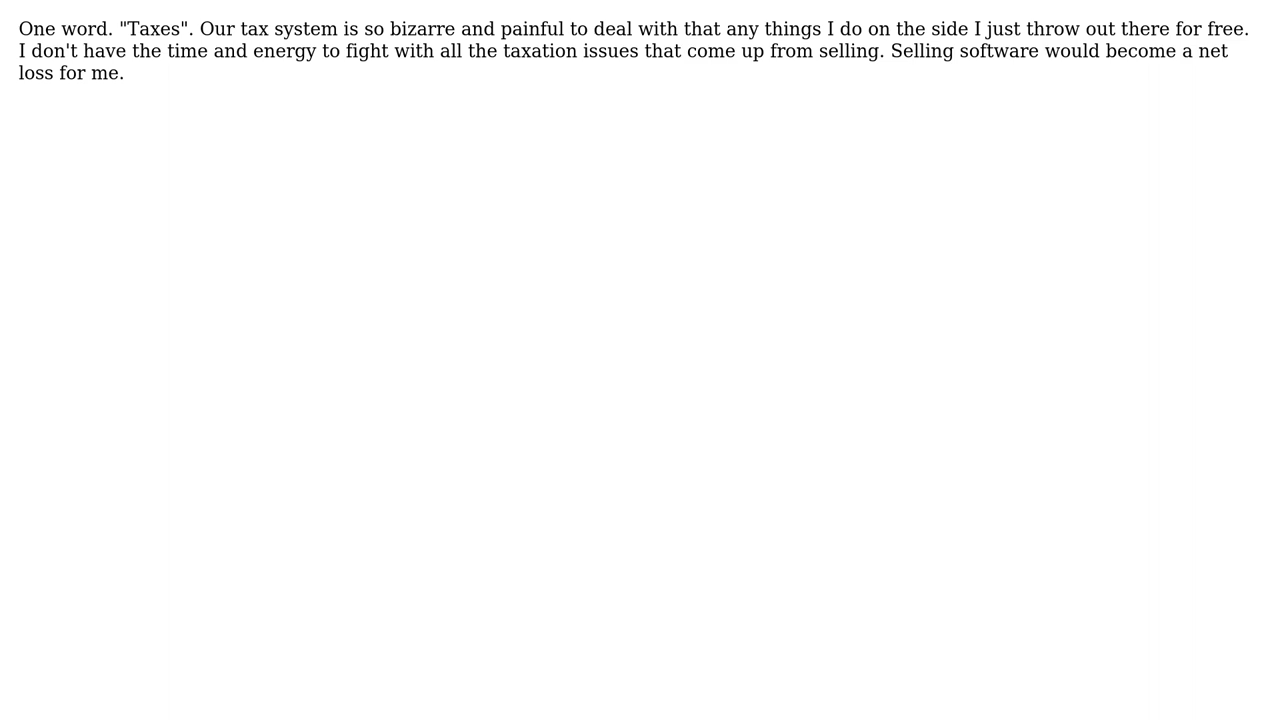 One word. "Taxes". Our tax system is so bizarre and painful to deal with that any things I do on the side I just throw out there for free.
I don't have the time and energy to fight with all the taxation issues that come up from selling. Selling software would become a net
loss for me.